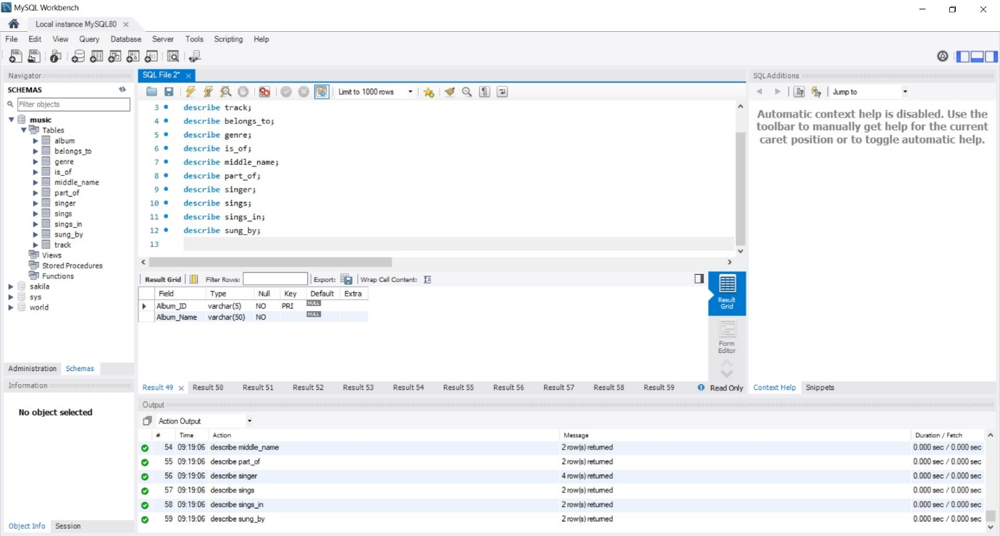 MySQL Workbench
Local instance MySQL80
File Edit View Query Database Server Tools Scripting Help
Navigator
SCHEMAS
Filter objects
music
Tables
album
belongs_to
genre
is_of
middle_name
part_of
singer
sings
sings_in
sung_by
track
Views
Stored Procedures
Functions
sakila
sys
world
Administration Schemas
Information
No object selected
Object Info Session
SQL File 2*
Limit to 1000 rows
3 describe track;
4 describe belongs_to;
5 describe genre;
6 describe is_of;
7 describe middle_name;
8 describe part_of;
9 describe singer;
10 describe sings;
11 describe sings_in;
12 describe sung_by;
13
Result Grid Filter Rows: Export: Wrap Cell Content:
Field Type Null Key Default Extra
Album_ID varchar(5) NO PRI NULL
Album_Name varchar(50) NO NULL
Result Grid
Form Editor
Result 49 Result 50 Result 51 Result 52 Result 53 Result 54 Result 55 Result 56 Result 57 Result 58 Result 59 Read Only
SQLAdditions
Jump to
Automatic context help is disabled. Use the
toolbar to manually get help for the current
caret position or to toggle automatic help.
Context Help Snippets
Output
Action Output
# Time Action Message Duration / Fetch
54 09:19:06 describe middle_name 2 row(s) returned 0.000 sec / 0.000 sec
55 09:19:06 describe part_of 2 row(s) returned 0.000 sec / 0.000 sec
56 09:19:06 describe singer 4 row(s) returned 0.000 sec / 0.000 sec
57 09:19:06 describe sings 2 row(s) returned 0.000 sec / 0.000 sec
58 09:19:06 describe sings_in 2 row(s) returned 0.000 sec / 0.000 sec
59 09:19:06 describe sung_by 2 row(s) returned 0.000 sec / 0.000 sec